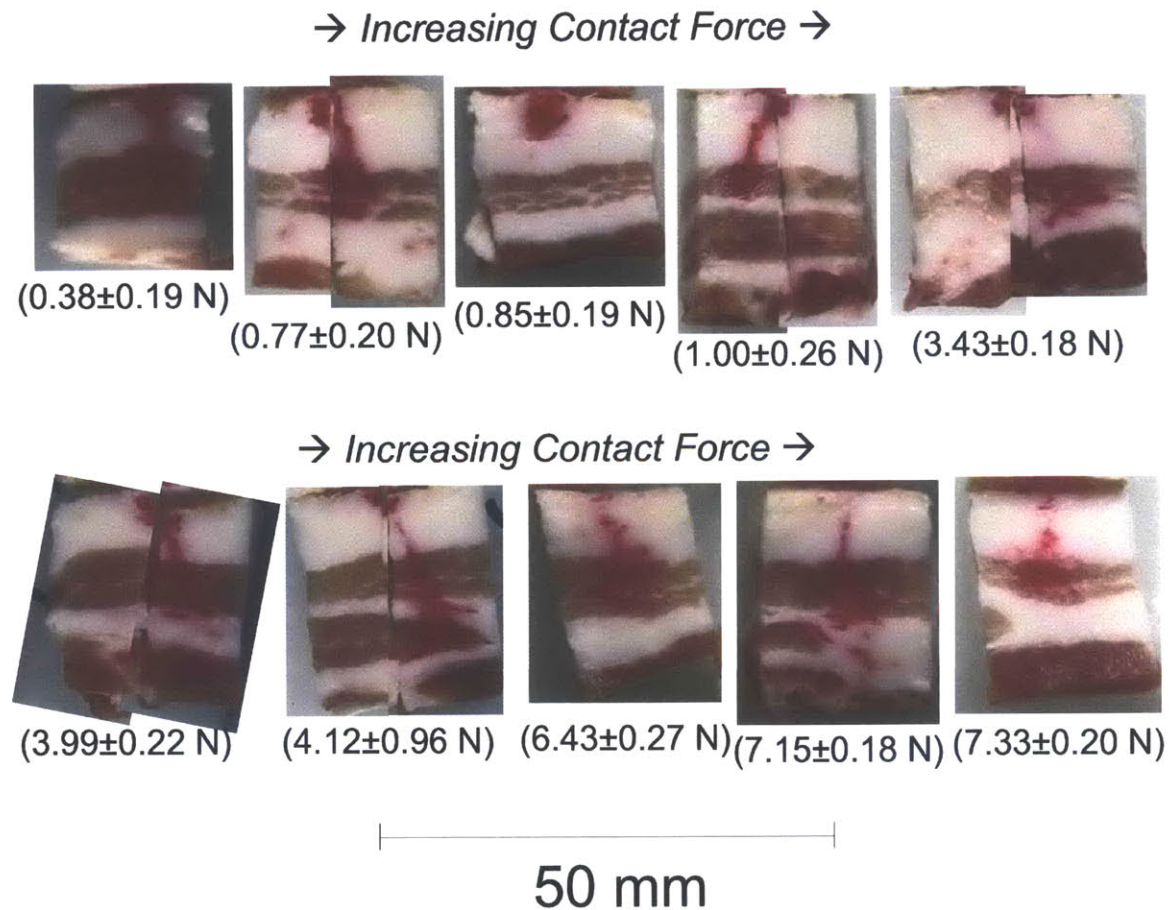 → Increasing Contact Force →
(0.38±0.19 N)
(0.77±0.20 N)
(0.85±0.19 N)
(1.00±0.26 N)
(3.43±0.18 N)
→ Increasing Contact Force →
(3.99±0.22 N)
(4.12±0.96 N)
(6.43±0.27 N)
(7.15±0.18 N)
(7.33±0.20 N)
50 mm